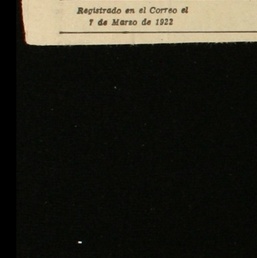 Registrado en el Correo el
7 de Marzo de 1922